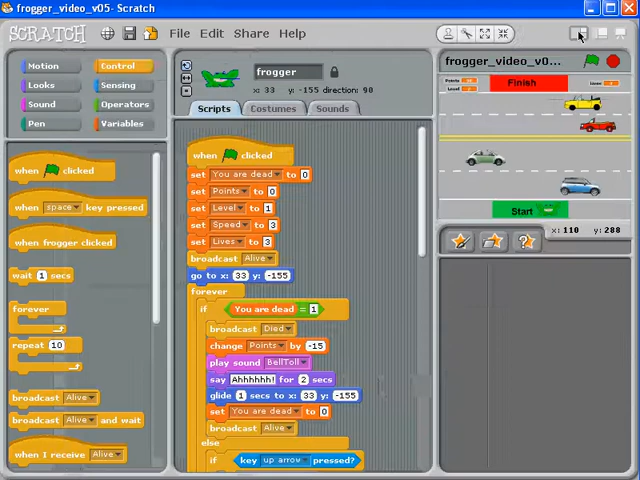 frogger_video_v05- Scratch
SCRATCH File Edit Share Help
Motion Control
Looks Sensing
Sound Operators
Pen Variables
when clicked
when space key pressed
when frogger clicked
wait 1 secs
forever
repeat 10
broadcast Alive
broadcast Alive and wait
when I receive Alive
frogger
x: 33 y: -155 direction: 90
Scripts Costumes Sounds
when clicked
set You are dead to 0
set Points to 0
set Level to 1
set Speed to 3
set Lives to 3
broadcast Alive
go to x: 33 y: -155
forever
if You are dead = 1
broadcast Died
change Points by -15
play sound BellToll
say Ahhhhhh! for 2 secs
glide 1 secs to x: 33 y: -155
set You are dead to 0
broadcast Alive
else
if key up arrow pressed?
frogger_video_v0...
Points
Level
Finish
Start
x: 110 y: 288